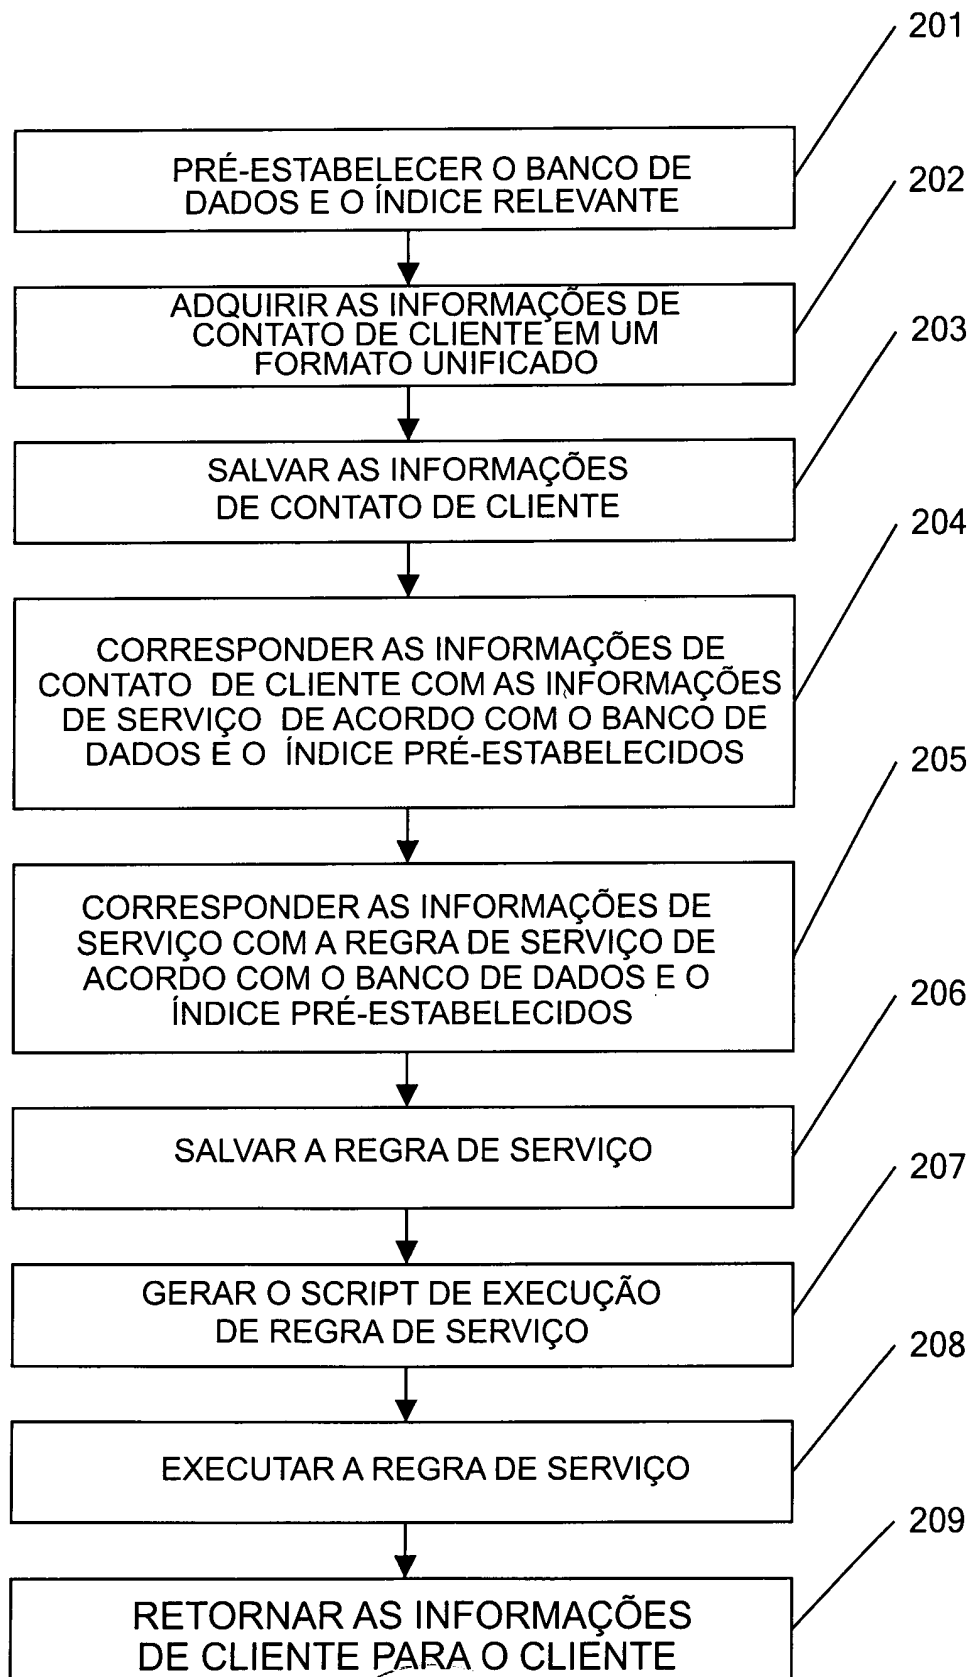 201
PRÉ-ESTABELECER O BANCO DE
DADOS E O ÍNDICE RELEVANTE
202
ADQUIRIR AS INFORMAÇÕES DE
CONTATO DE CLIENTE EM UM
FORMATO UNIFICADO
203
SALVAR AS INFORMAÇÕES
DE CONTATO DE CLIENTE
204
CORRESPONDER AS INFORMAÇÕES DE
CONTATO DE CLIENTE COM AS INFORMAÇÕES
DE SERVIÇO DE ACORDO COM O BANCO DE
DADOS E O ÍNDICE PRÉ-ESTABELECIDOS
205
CORRESPONDER AS INFORMAÇÕES DE
SERVIÇO COM A REGRA DE SERVIÇO DE
ACORDO COM O BANCO DE DADOS E O
ÍNDICE PRÉ-ESTABELECIDOS
206
SALVAR A REGRA DE SERVIÇO
207
GERAR O SCRIPT DE EXECUÇÃO
DE REGRA DE SERVIÇO
208
EXECUTAR A REGRA DE SERVIÇO
209
RETORNAR AS INFORMAÇÕES
DE CLIENTE PARA O CLIENTE